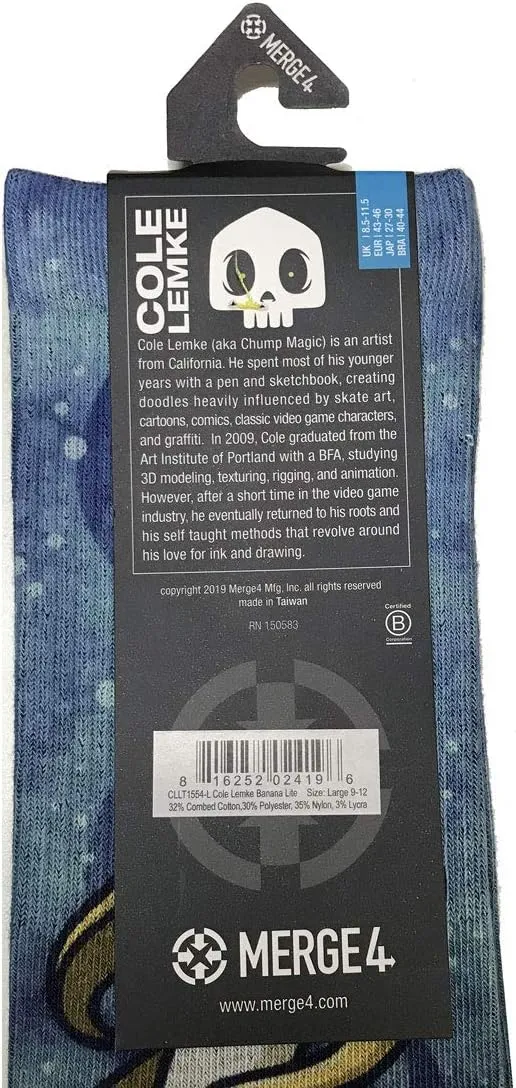 MERGE4
COLE
LEMKE
UK | 8.5-11.5
EUR | 43-46
JAP | 27-30
BRA | 40-44
Cole Lemke (aka Chump Magic) is an artist
from California. He spent most of his younger
years with a pen and sketchbook, creating
doodles heavily influenced by skate art,
cartoons, comics, classic video game characters,
and graffiti. In 2009, Cole graduated from the
Art Institute of Portland with a BFA, studying
3D modeling, texturing, rigging, and animation.
However, after a short time in the video game
industry, he eventually returned to his roots and
his self taught methods that revolve around
his love for ink and drawing.
copyright 2019 Merge4 Mfg, Inc. all rights reserved
made in Taiwan
RN 150583
Certified
B
Corporation
8 16252 02419 6
CLLT1554-L Cole Lemke Banana Lite Size: Large 9-12
32% Combed Cotton,30% Polyester, 35% Nylon, 3% Lycra
MERGE4
www.merge4.com